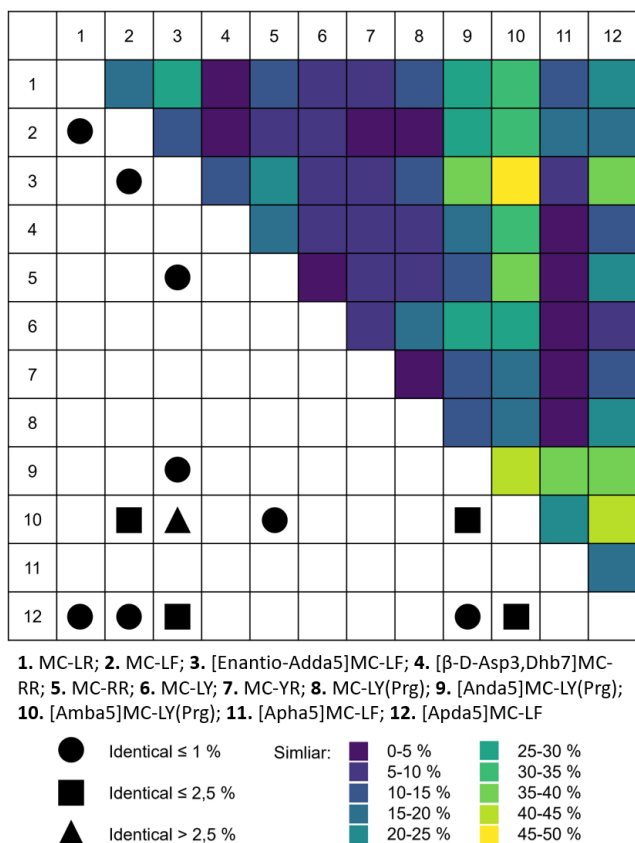 1 2 3 4 5 6 7 8 9 10 11 12
1
2
3
4
5
6
7
8
9
10
11
12
1. MC-LR; 2. MC-LF; 3. [Enantio-Adda5]MC-LF; 4. [β-D-Asp3,Dhb7]MC-
RR; 5. MC-RR; 6. MC-LY; 7. MC-YR; 8. MC-LY(Prg); 9. [Anda5]MC-LY(Prg);
10. [Amba5]MC-LY(Prg); 11. [Apha5]MC-LF; 12. [Apda5]MC-LF
Identical ≤ 1 % Simliar: 0-5 % 25-30 %
5-10 % 30-35 %
Identical ≤ 2,5 % 10-15 % 35-40 %
15-20 % 40-45 %
Identical > 2,5 % 20-25 % 45-50 %